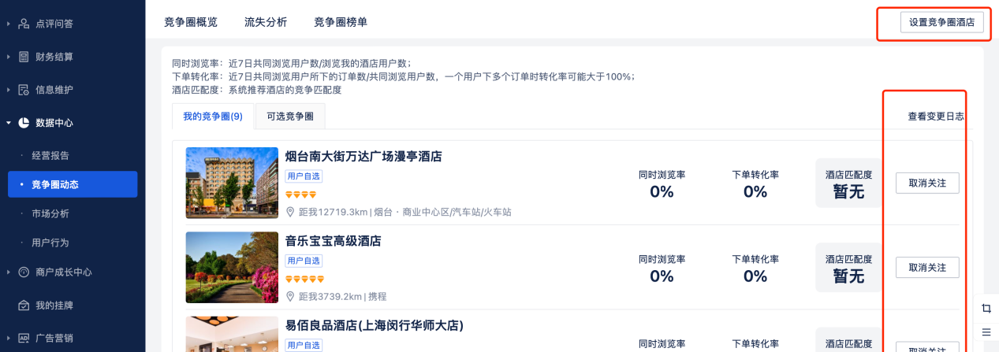 点评问答
财务结算
信息维护
数据中心
经营报告
竞争圈动态
市场分析
用户行为
商户成长中心
我的挂牌
广告营销
竞争圈概览 流失分析 竞争圈榜单 设置竞争圈酒店
同时浏览率：近7日共同浏览用户数/浏览我的酒店用户数；
下单转化率：近7日共同浏览用户所下的订单数/共同浏览用户数，一个用户下多个订单时转化率可能大于100%；
酒店匹配度：系统推荐酒店的竞争匹配度
我的竞争圈(9) 可选竞争圈 查看变更日志
烟台南大街万达广场漫亭酒店
用户自选
距我12719.3km | 烟台 · 商业中心区/汽车站/火车站
同时浏览率 下单转化率 酒店匹配度
0% 0% 暂无
取消关注
音乐宝宝高级酒店
用户自选
距我3739.2km | 携程
同时浏览率 下单转化率 酒店匹配度
0% 0% 暂无
取消关注
易佰良品酒店(上海闵行华师大店)
用户自选
同时浏览率 下单转化率 酒店匹配度
取消关注